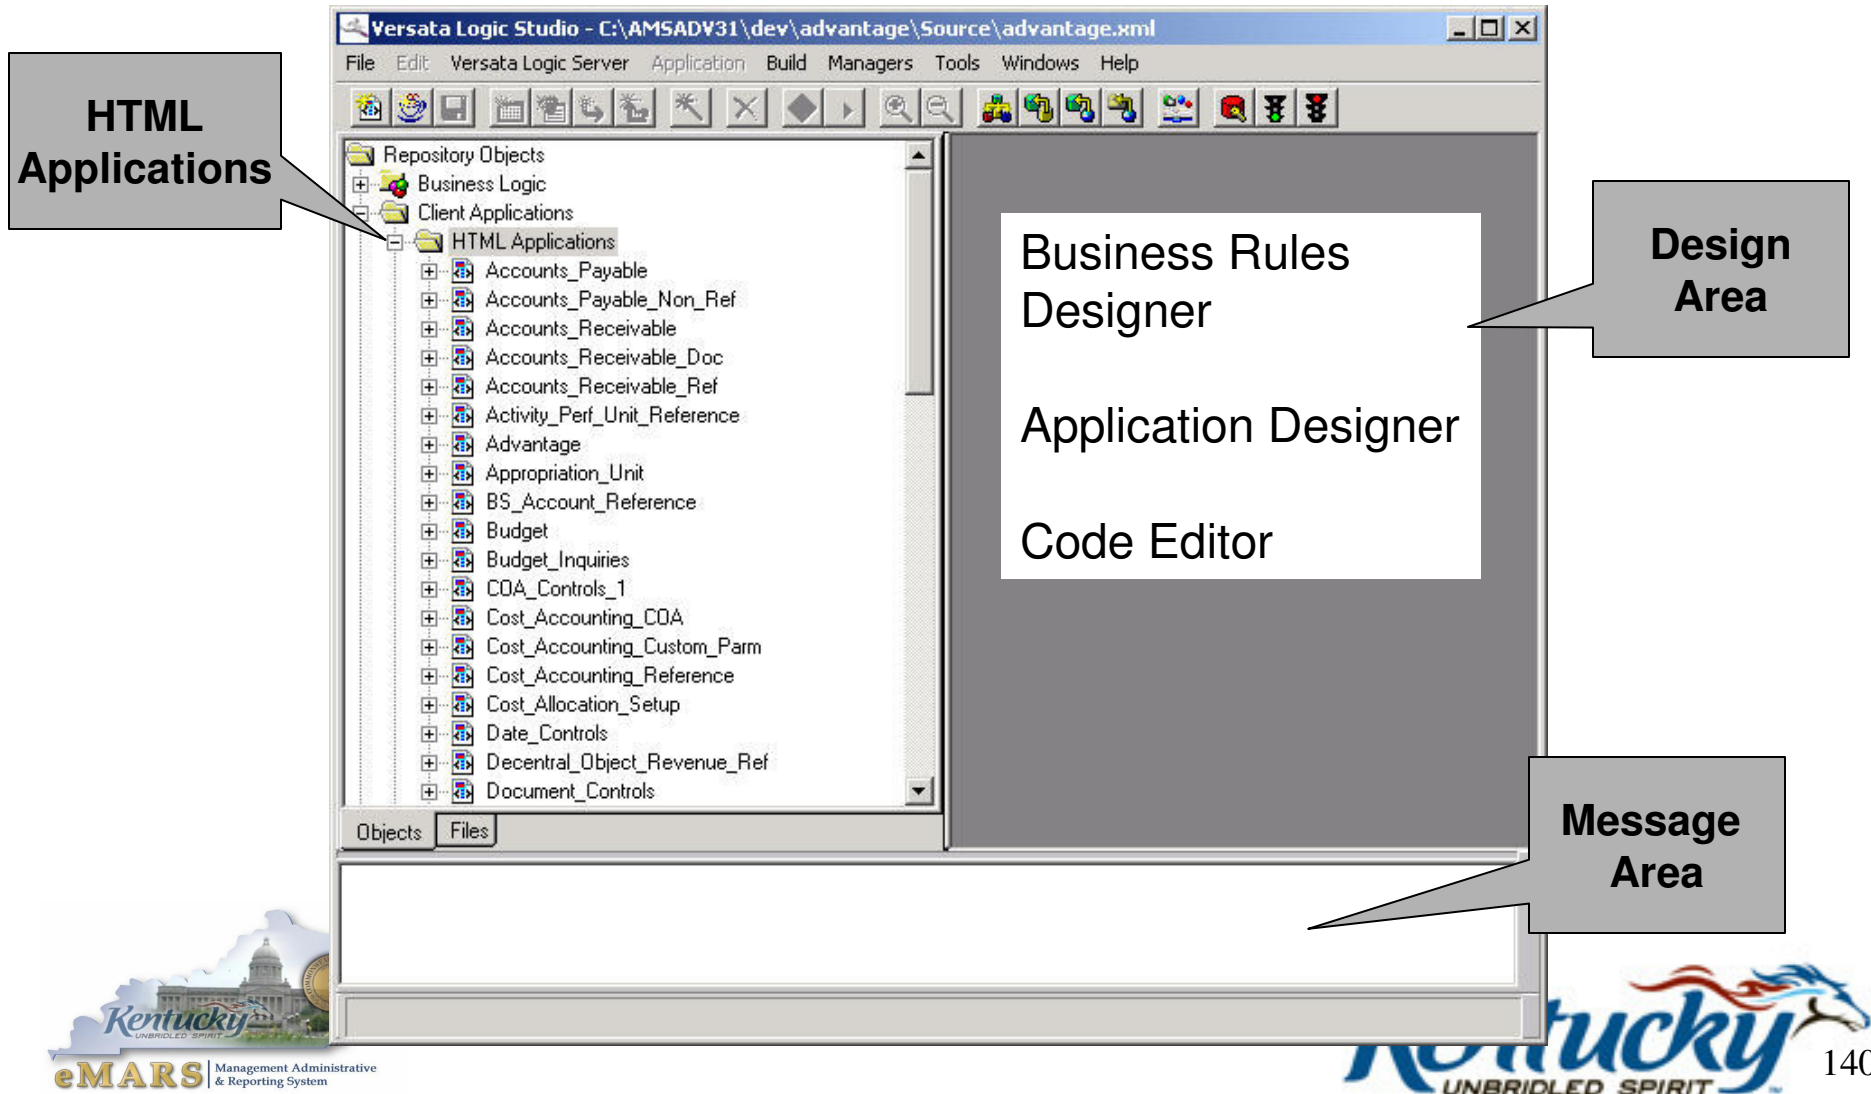 Versata Logic Studio - C:\AMSADV31\dev\advantage\Source\advantage.xml
File Edit Versata Logic Server Application Build Managers Tools Windows Help
HTML
Applications
Repository Objects
Business Logic
Client Applications
HTML Applications
Accounts_Payable
Accounts_Payable_Non_Ref
Accounts_Receivable
Accounts_Receivable_Doc
Accounts_Receivable_Ref
Activity_Perf_Unit_Reference
Advantage
Appropriation_Unit
BS_Account_Reference
Budget
Budget_Inquiries
COA_Controls_1
Cost_Accounting_COA
Cost_Accounting_Custom_Parm
Cost_Accounting_Reference
Cost_Allocation_Setup
Date_Controls
Decentral_Object_Revenue_Ref
Document_Controls
Objects Files
Business Rules
Designer
Application Designer
Code Editor
Design
Area
Message
Area
Kentucky
UNBRIDLED SPIRIT
eMARS
Management Administrative
& Reporting System
Kentucky
UNBRIDLED SPIRIT
140